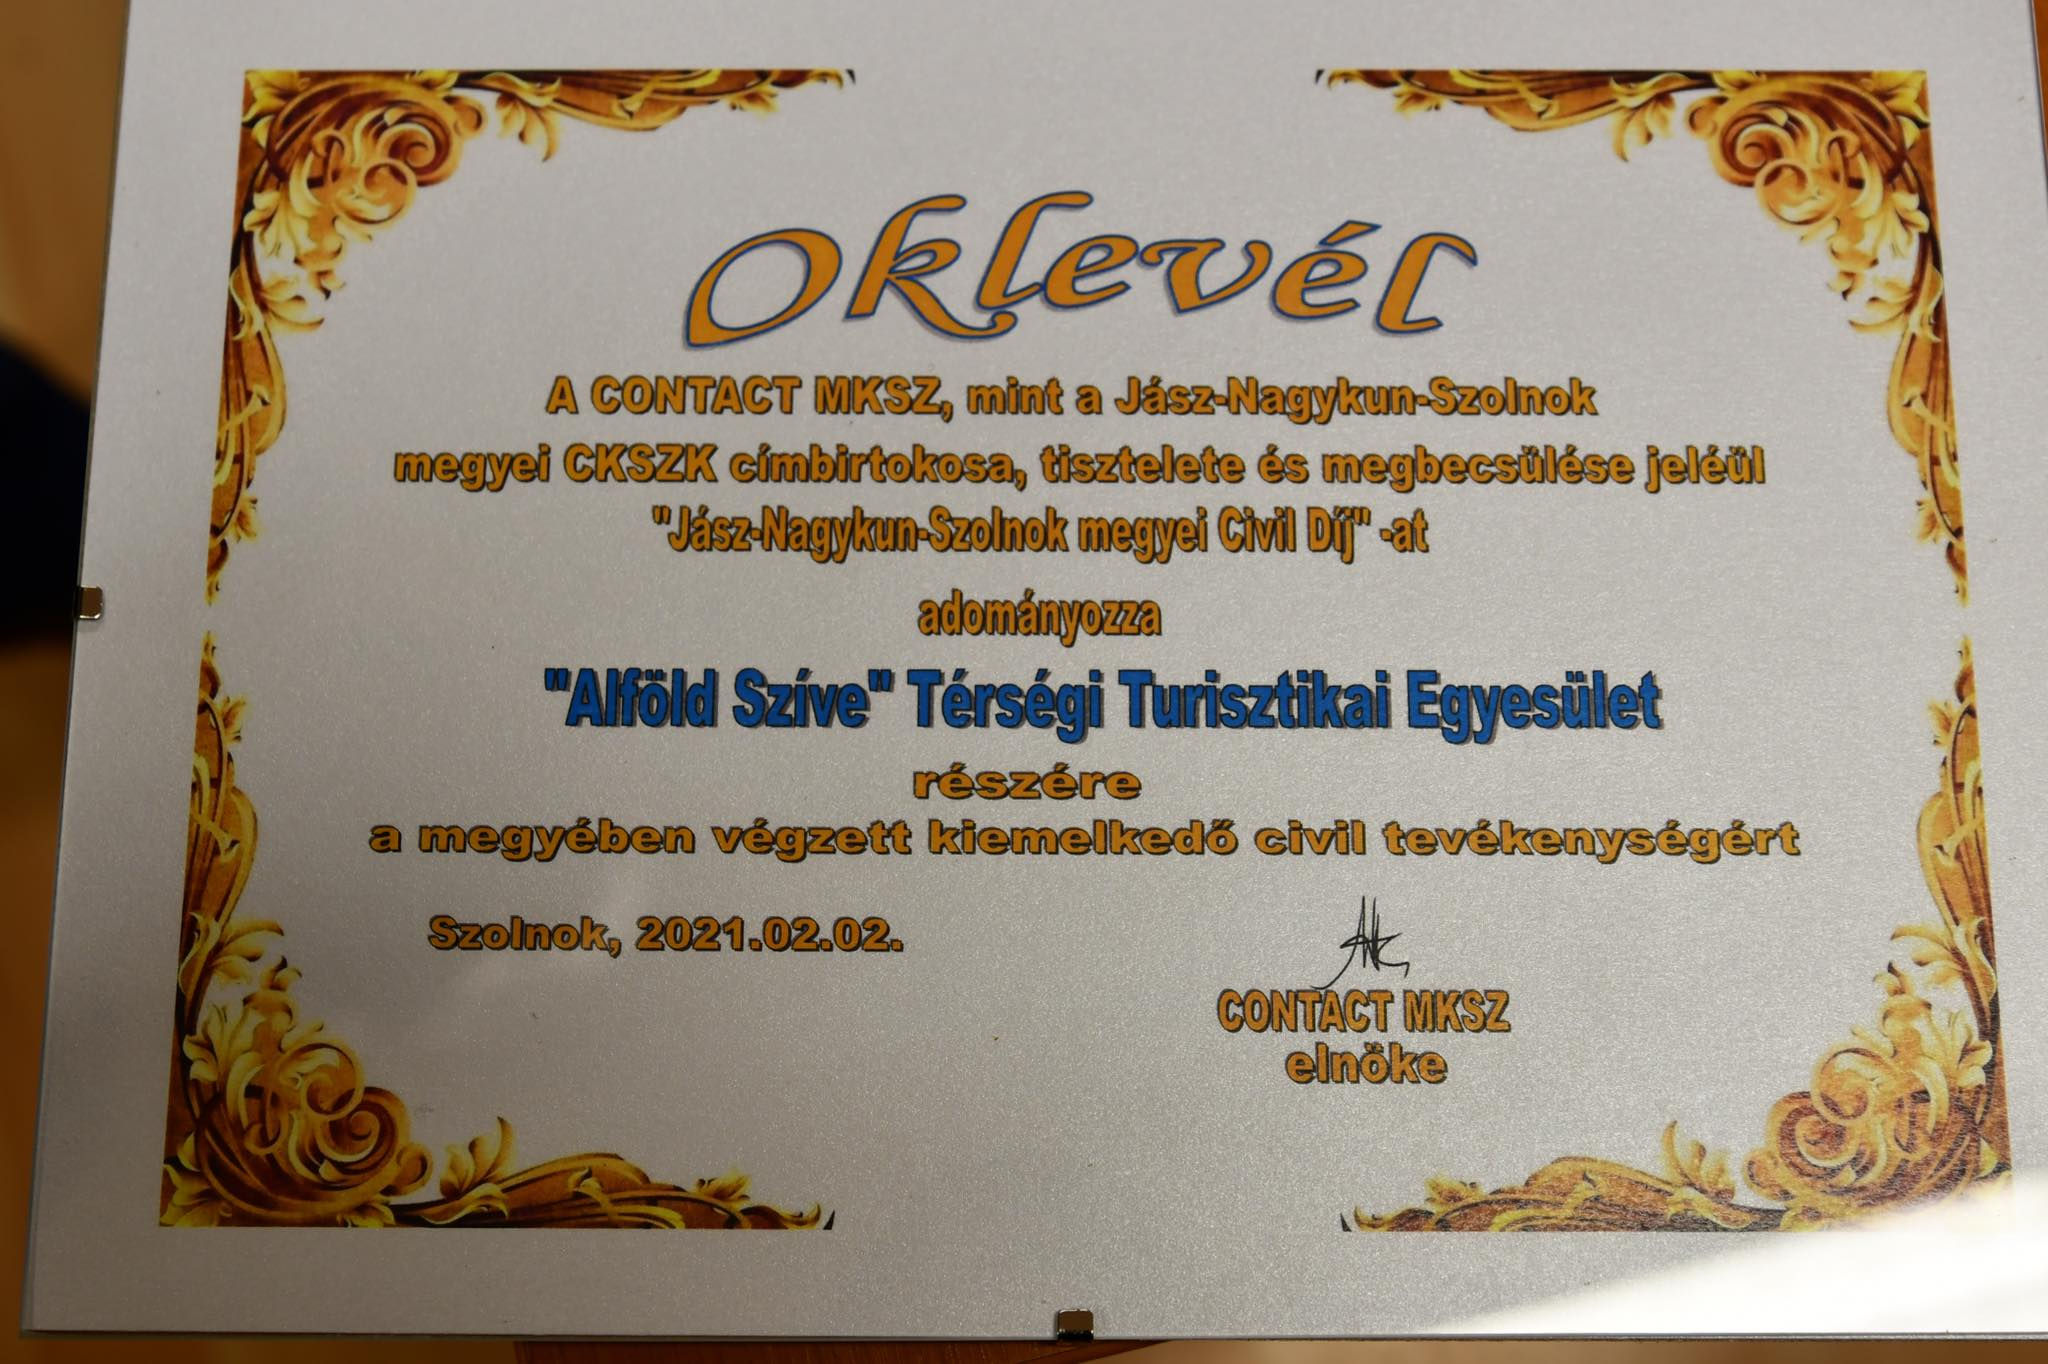 Oklevél
A CONTACT MKSZ, mint a Jász-Nagykun-Szolnok
megyei CKSZK címbirtokosa, tisztelete és megbecsülése jeléül
"Jász-Nagykun-Szolnok megyei Civil Díj" -at
adományozza
"Alföld Szíve" Térségi Turisztikai Egyesület
részére
a megyében végzett kiemelkedő civil tevékenységért
Szolnok, 2021.02.02.
CONTACT MKSZ
elnöke